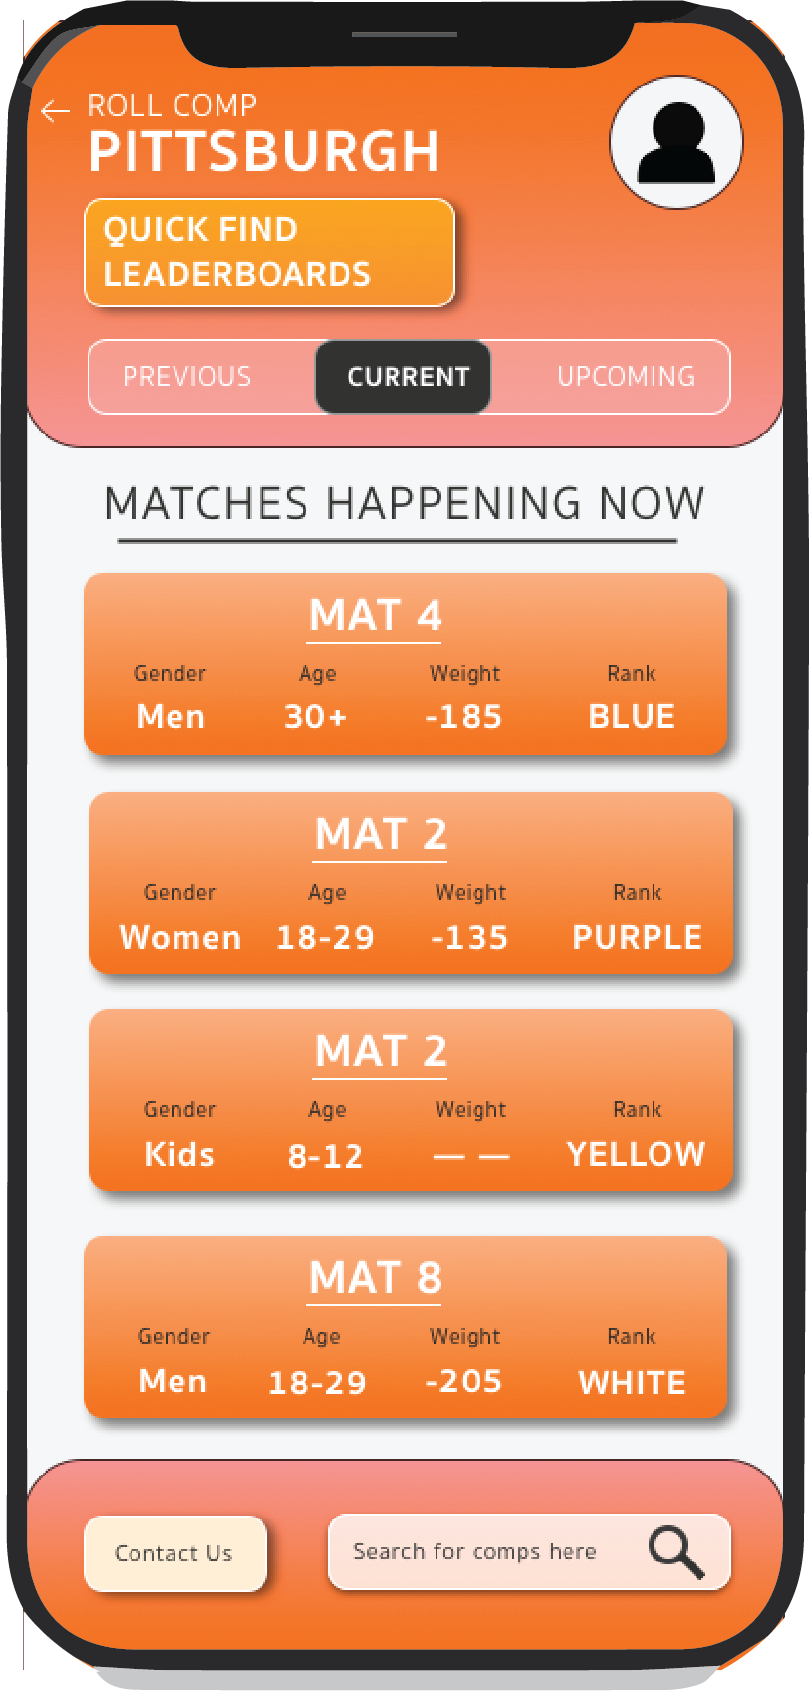 ROLL COMP
PITTSBURGH
QUICK FIND
LEADERBOARDS
PREVIOUS CURRENT UPCOMING
MATCHES HAPPENING NOW
MAT 4
Gender Age Weight Rank
Men 30+ -185 BLUE
MAT 2
Gender Age Weight Rank
Women 18-29 -135 PURPLE
MAT 2
Gender Age Weight Rank
Kids 8-12 — — YELLOW
MAT 8
Gender Age Weight Rank
Men 18-29 -205 WHITE
Contact Us Search for comps here